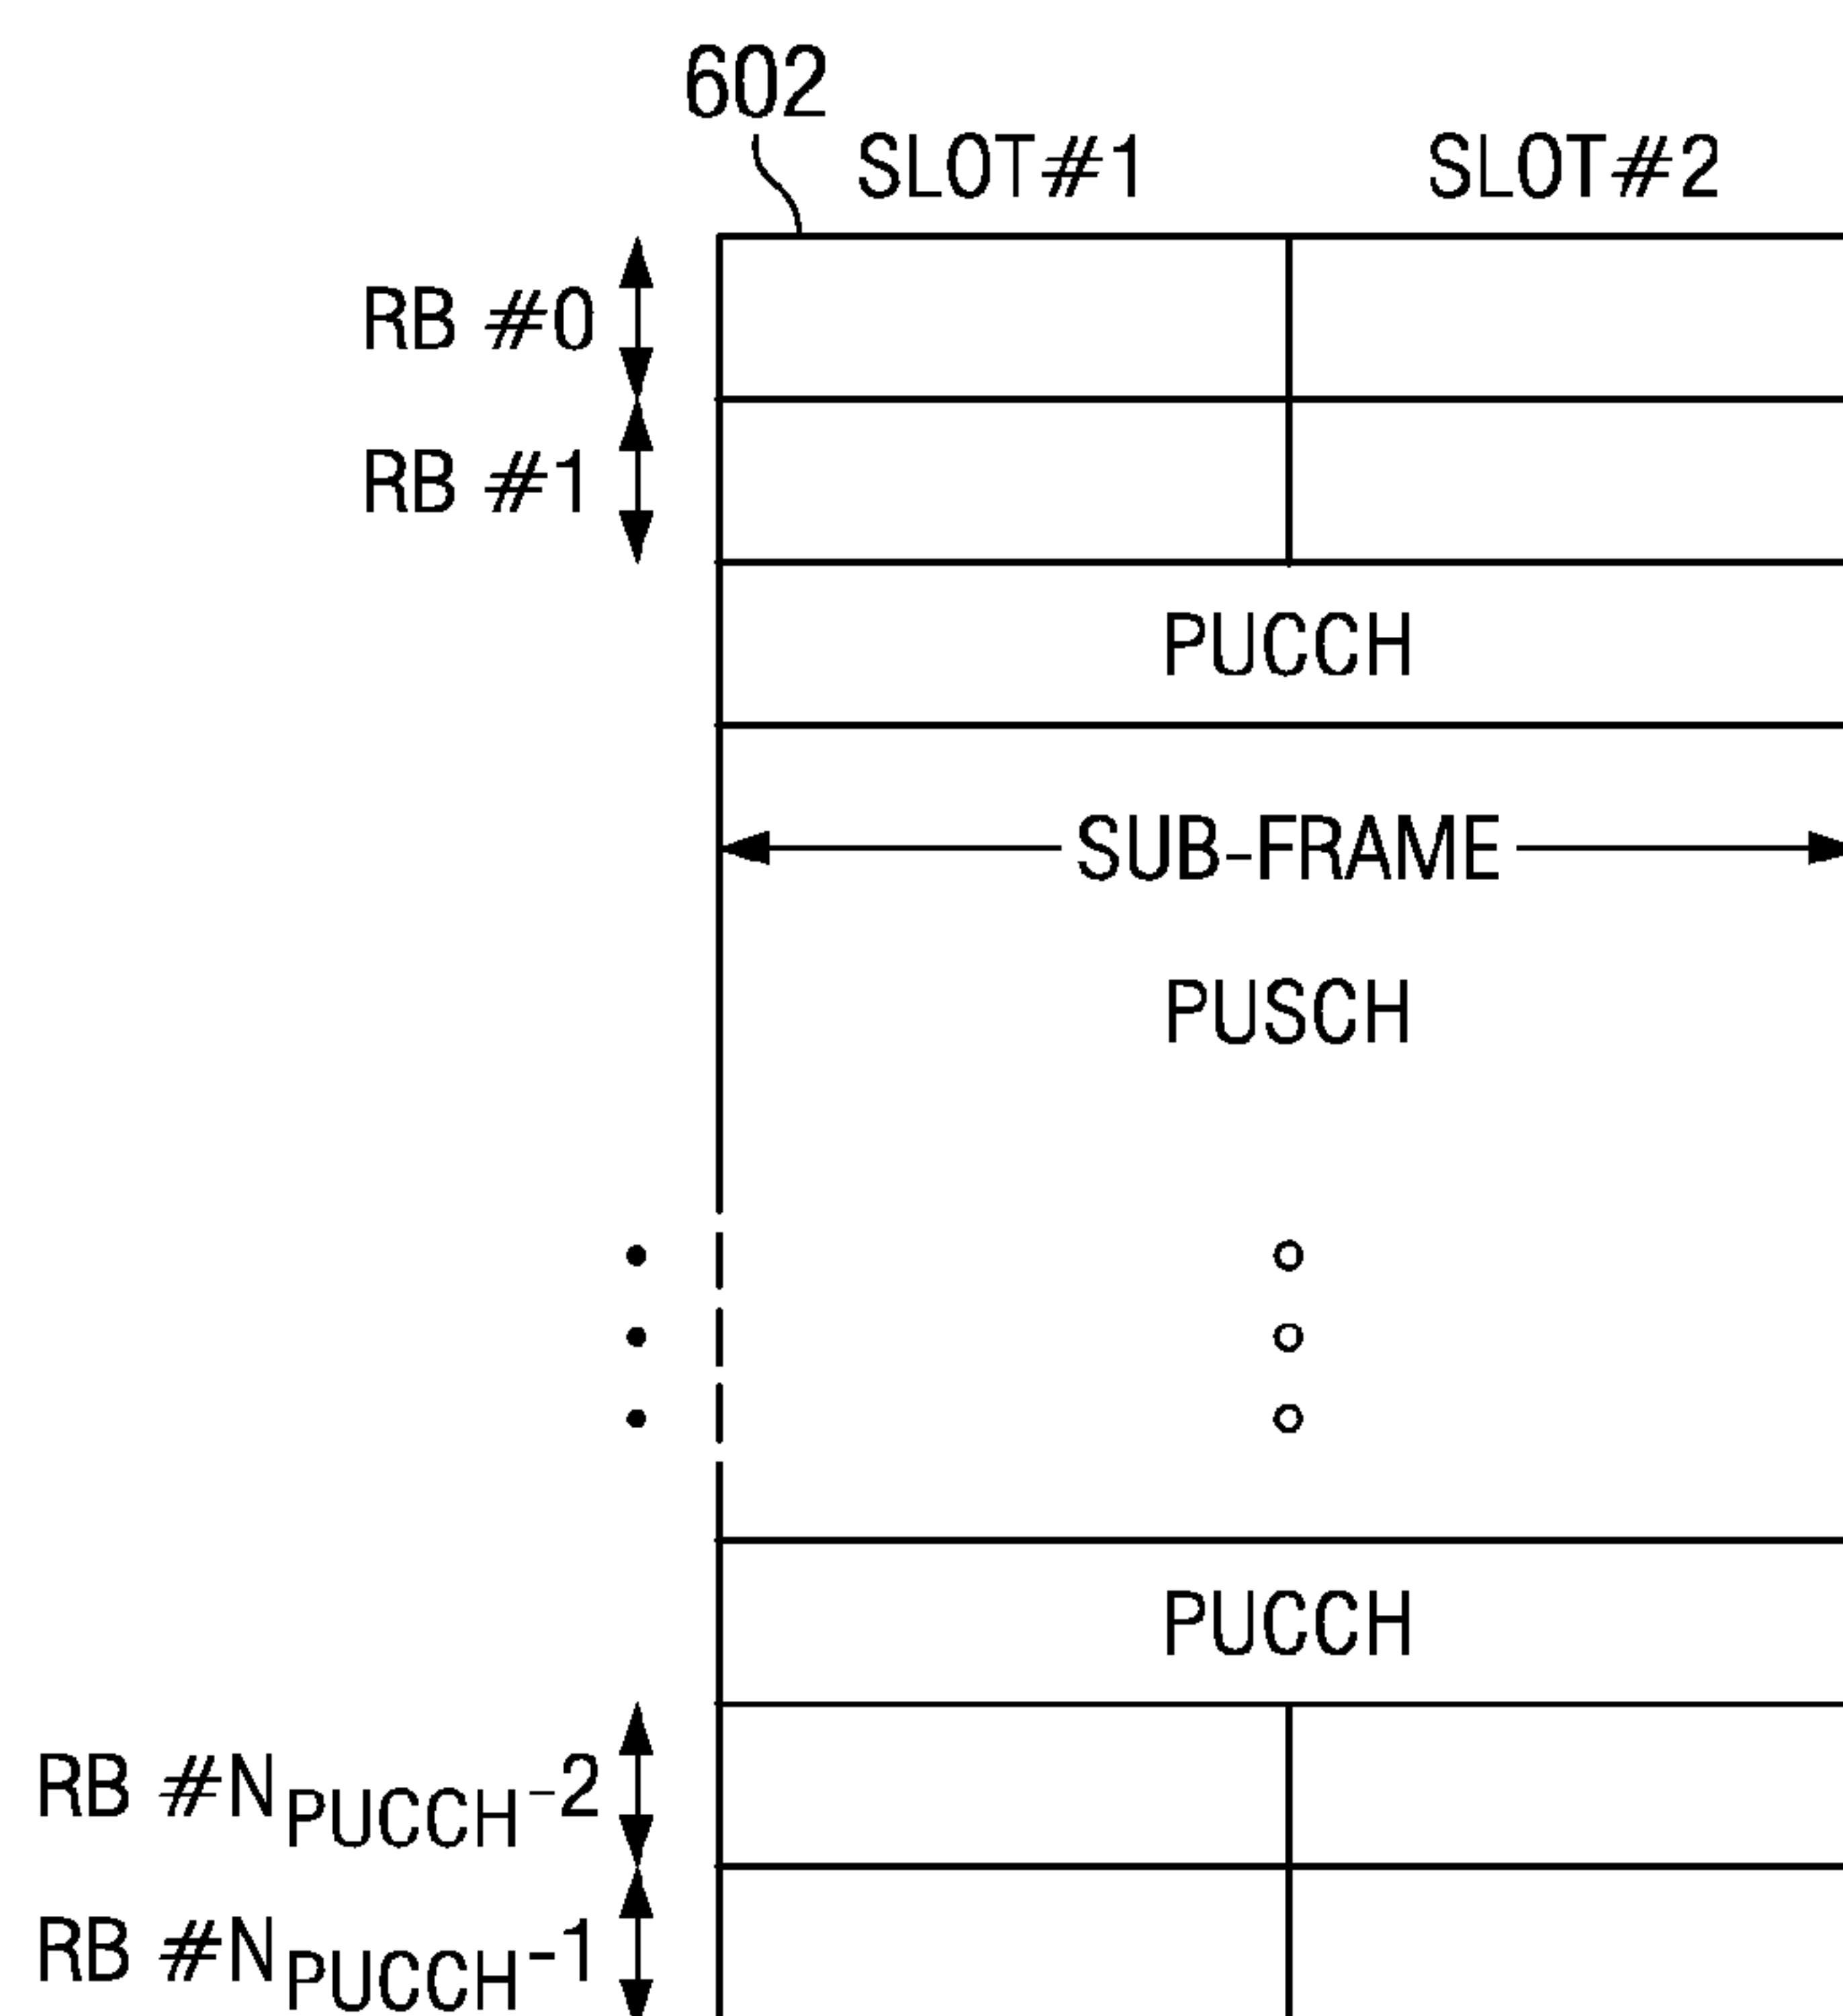 602
SLOT#1 SLOT#2
RB #0
RB #1
PUCCH
SUB-FRAME
PUSCH
PUCCH
RB #NPUCCH-2
RB #NPUCCH-1